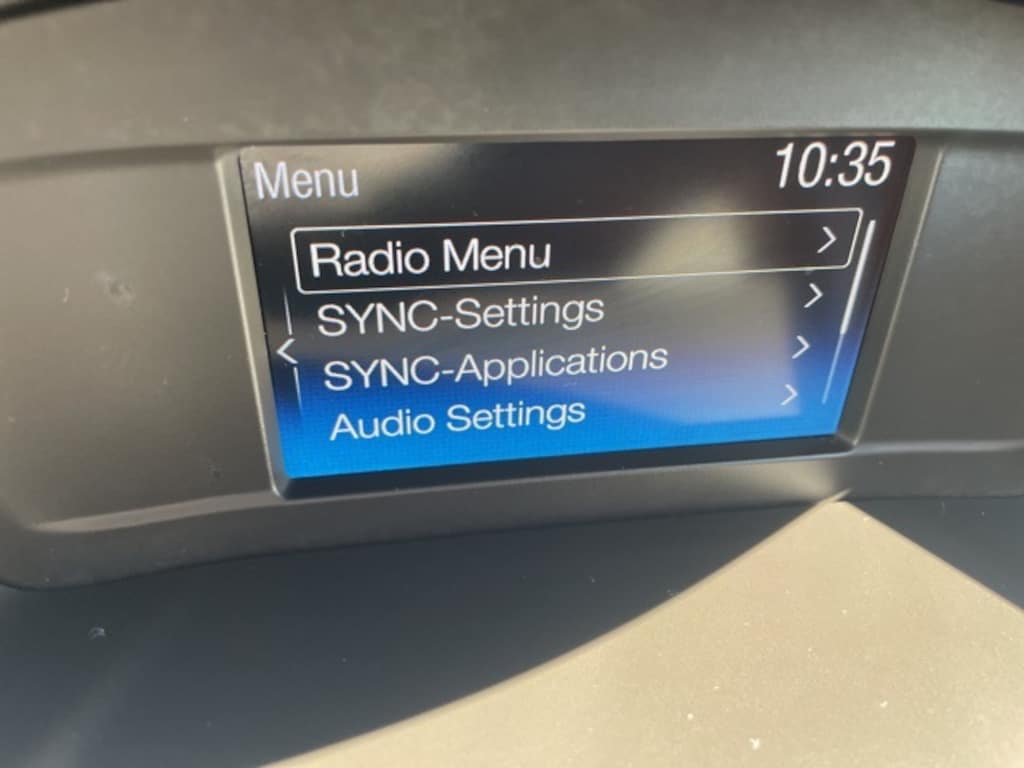 Menu 10:35
Radio Menu
SYNC-Settings
SYNC-Applications
Audio Settings